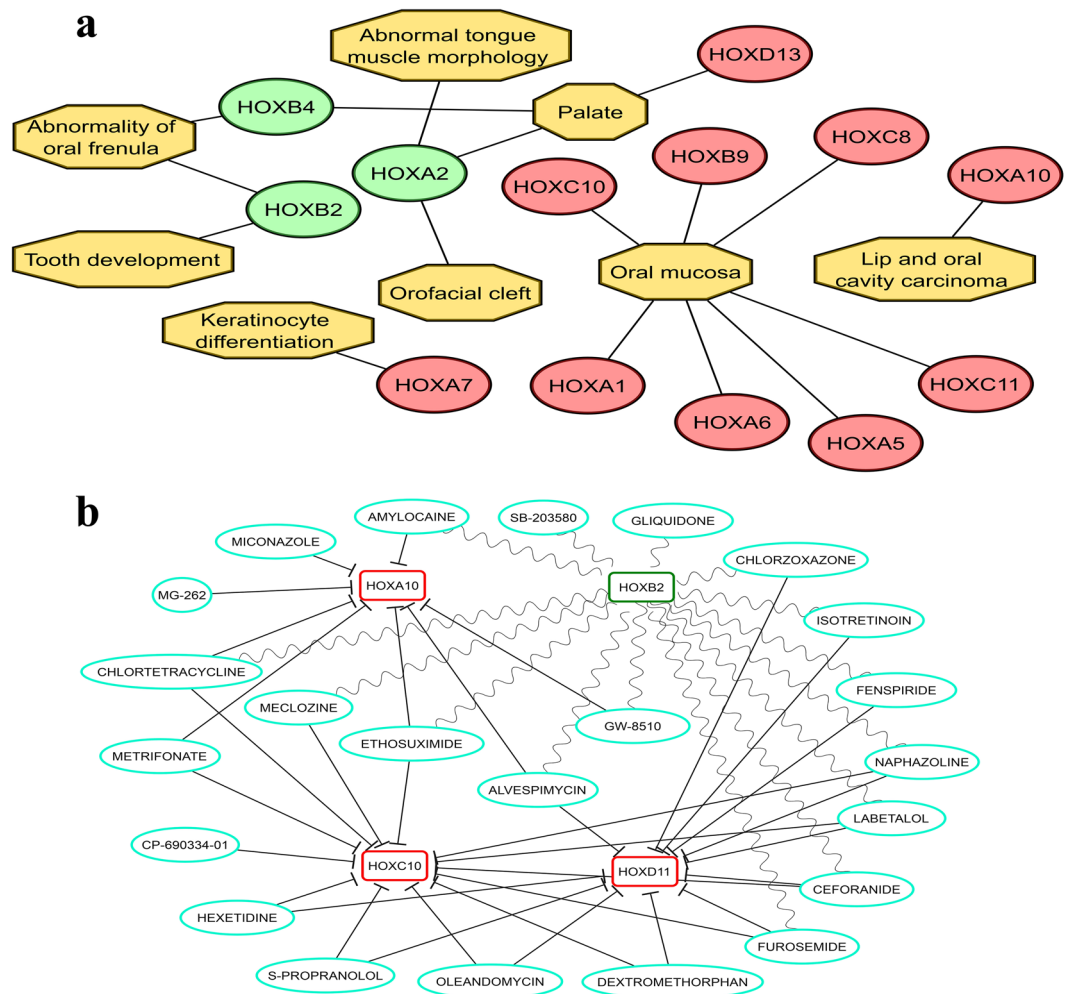 a
Abnormal tongue
muscle morphology
HOXD13
HOXB4
Palate
Abnormality of
oral frenula
HOXC8
HOXB9
HOXA2
HOXC10
HOXA10
HOXB2
Tooth development
Oral mucosa
Lip and oral
cavity carcinoma
Orofacial cleft
Keratinocyte
differentiation
HOXA7
HOXA1
HOXC11
HOXA6
HOXA5
b
AMYLOCAINE
SB-203580
GLIQUIDONE
MICONAZOLE
CHLORZOXAZONE
MG-262
HOXA10
HOXB2
ISOTRETINOIN
CHLORTETRACYCLINE
FENSPIRIDE
MECLOZINE
GW-8510
ETHOSUXIMIDE
METRIFONATE
NAPHAZOLINE
ALVESPIMYCIN
LABETALOL
CP-690334-01
HOXC10
HOXD11
CEFORANIDE
HEXETIDINE
FUROSEMIDE
S-PROPRANOLOL
OLEANDOMYCIN
DEXTROMETHORPHAN